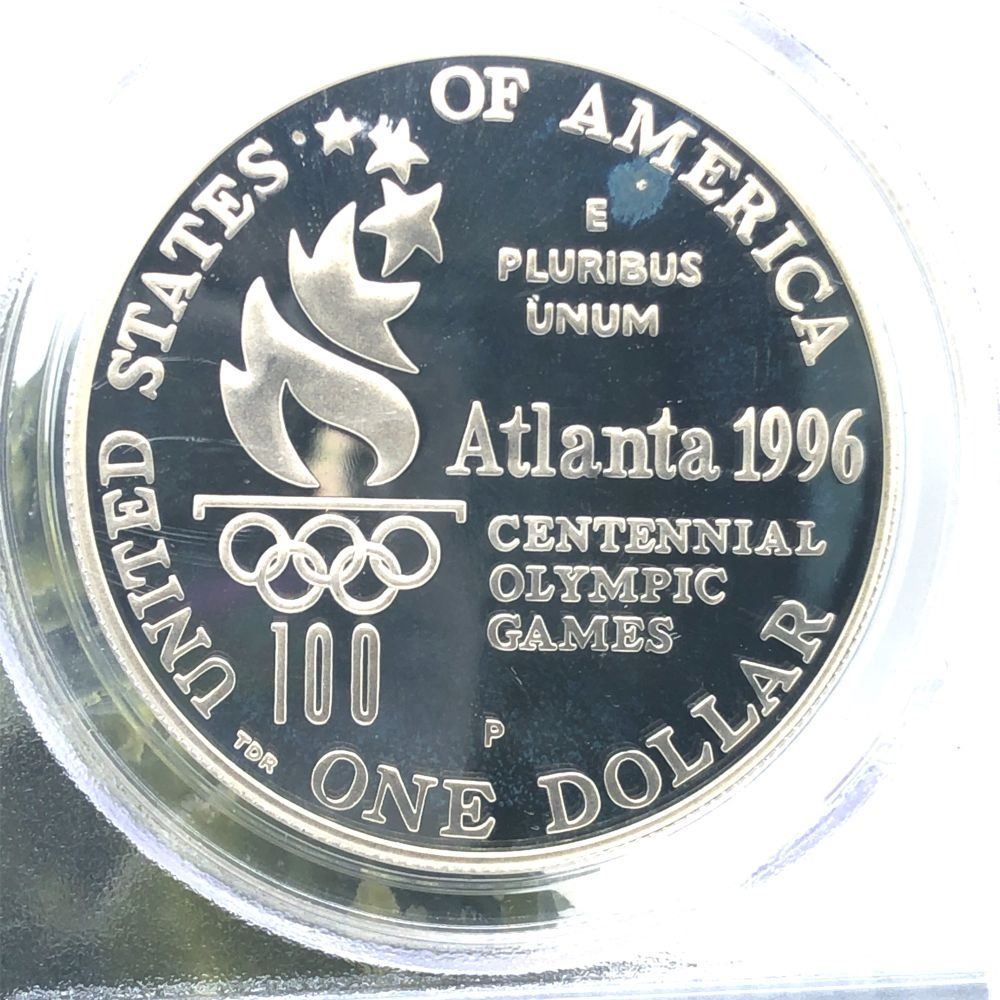 UNITED STATES OF AMERICA
E
PLURIBUS
UNUM
Atlanta 1996
CENTENNIAL
OLYMPIC
GAMES
100
P
TDR
ONE DOLLAR